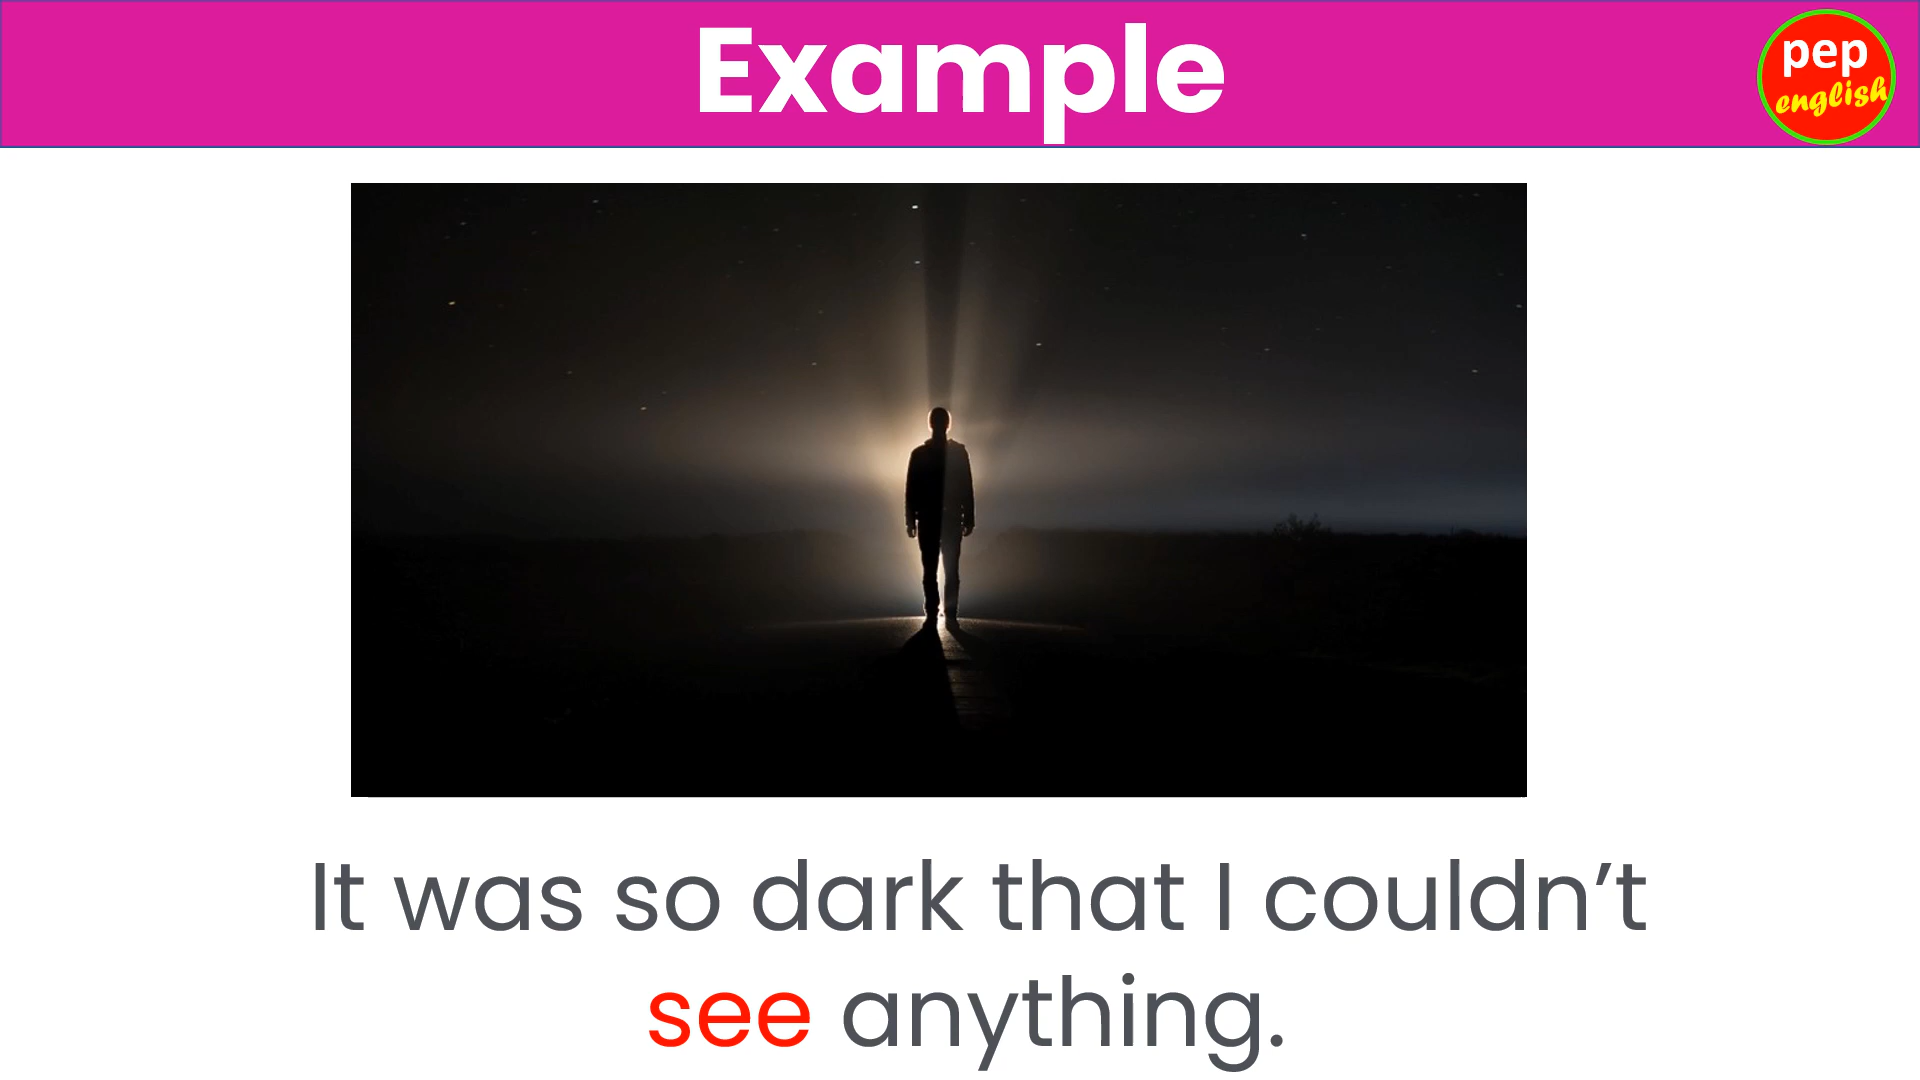 Example
pep
english
It was so dark that I couldn’t
see anything.